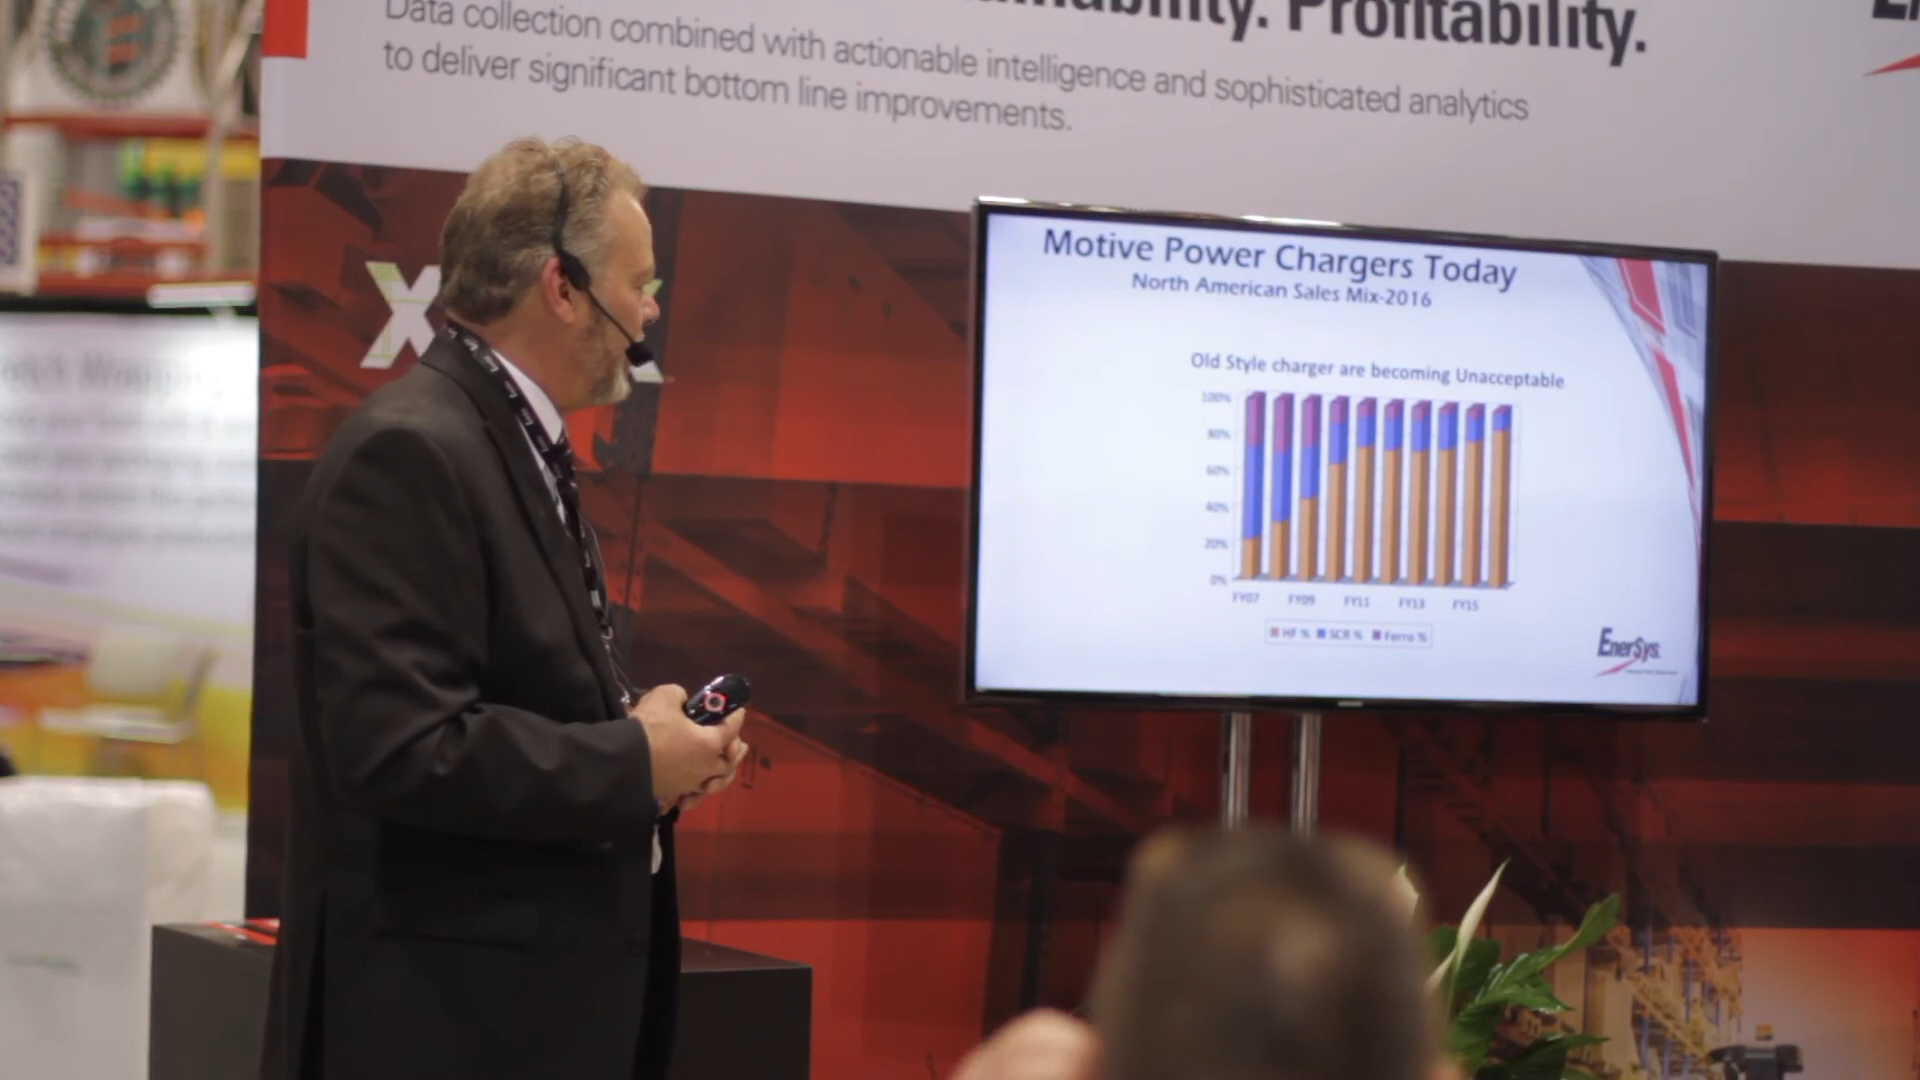 Profitability.
Data collection combined with actionable intelligence and sophisticated analytics
to deliver significant bottom line improvements.
Motive Power Chargers Today
North American Sales Mix-2016
Old Style charger are becoming Unacceptable
100%
80%
60%
40%
20%
0%
FY07 FY09 FY11 FY13 FY15
HF % SCR % Ferro %
EnerSys.